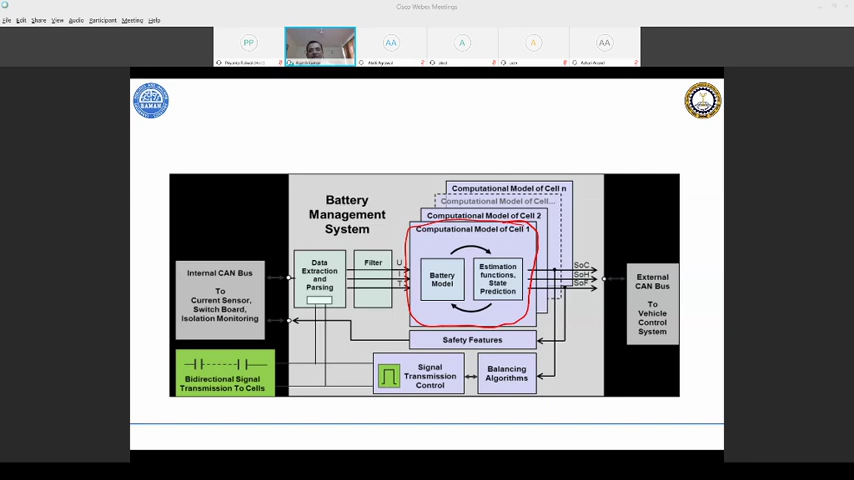 Cisco Webex Meetings
File Edit Share View Audio Participant Meeting Help
PP
AA
A
A
AA
RAMAN
Battery
Management
System
Computational Model of Cell n
Computational Model of Cell...
Computational Model of Cell 2
Computational Model of Cell 1
Data
Extraction
and
Parsing
Filter
U
I
T
Battery
Model
Estimation
functions,
State
Prediction
SoC
SoH
SoF
Internal CAN Bus
To
Current Sensor,
Switch Board,
Isolation Monitoring
External
CAN Bus
To
Vehicle
Control
System
Safety Features
Bidirectional Signal
Transmission To Cells
Signal
Transmission
Control
Balancing
Algorithms